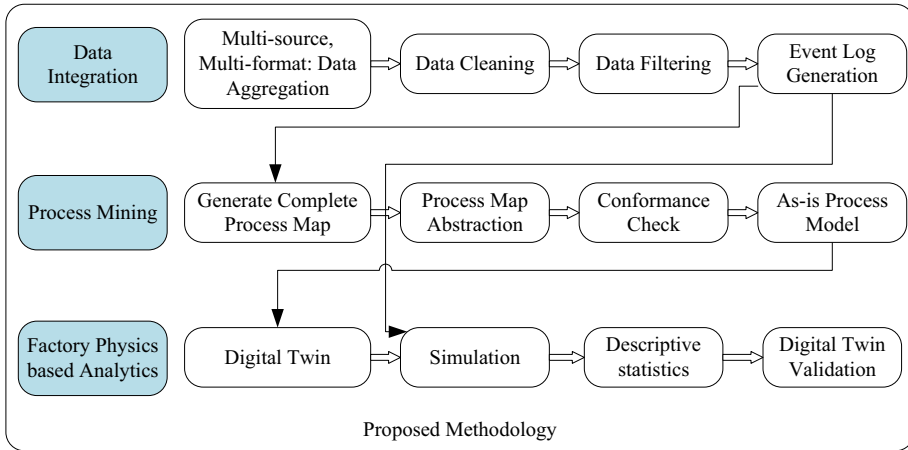 Data
Integration
Multi-source,
Multi-format: Data
Aggregation
Data Cleaning
Data Filtering
Event Log
Generation
Process Mining
Generate Complete
Process Map
Process Map
Abstraction
Conformance
Check
As-is Process
Model
Factory Physics
based Analytics
Digital Twin
Simulation
Descriptive
statistics
Digital Twin
Validation
Proposed Methodology